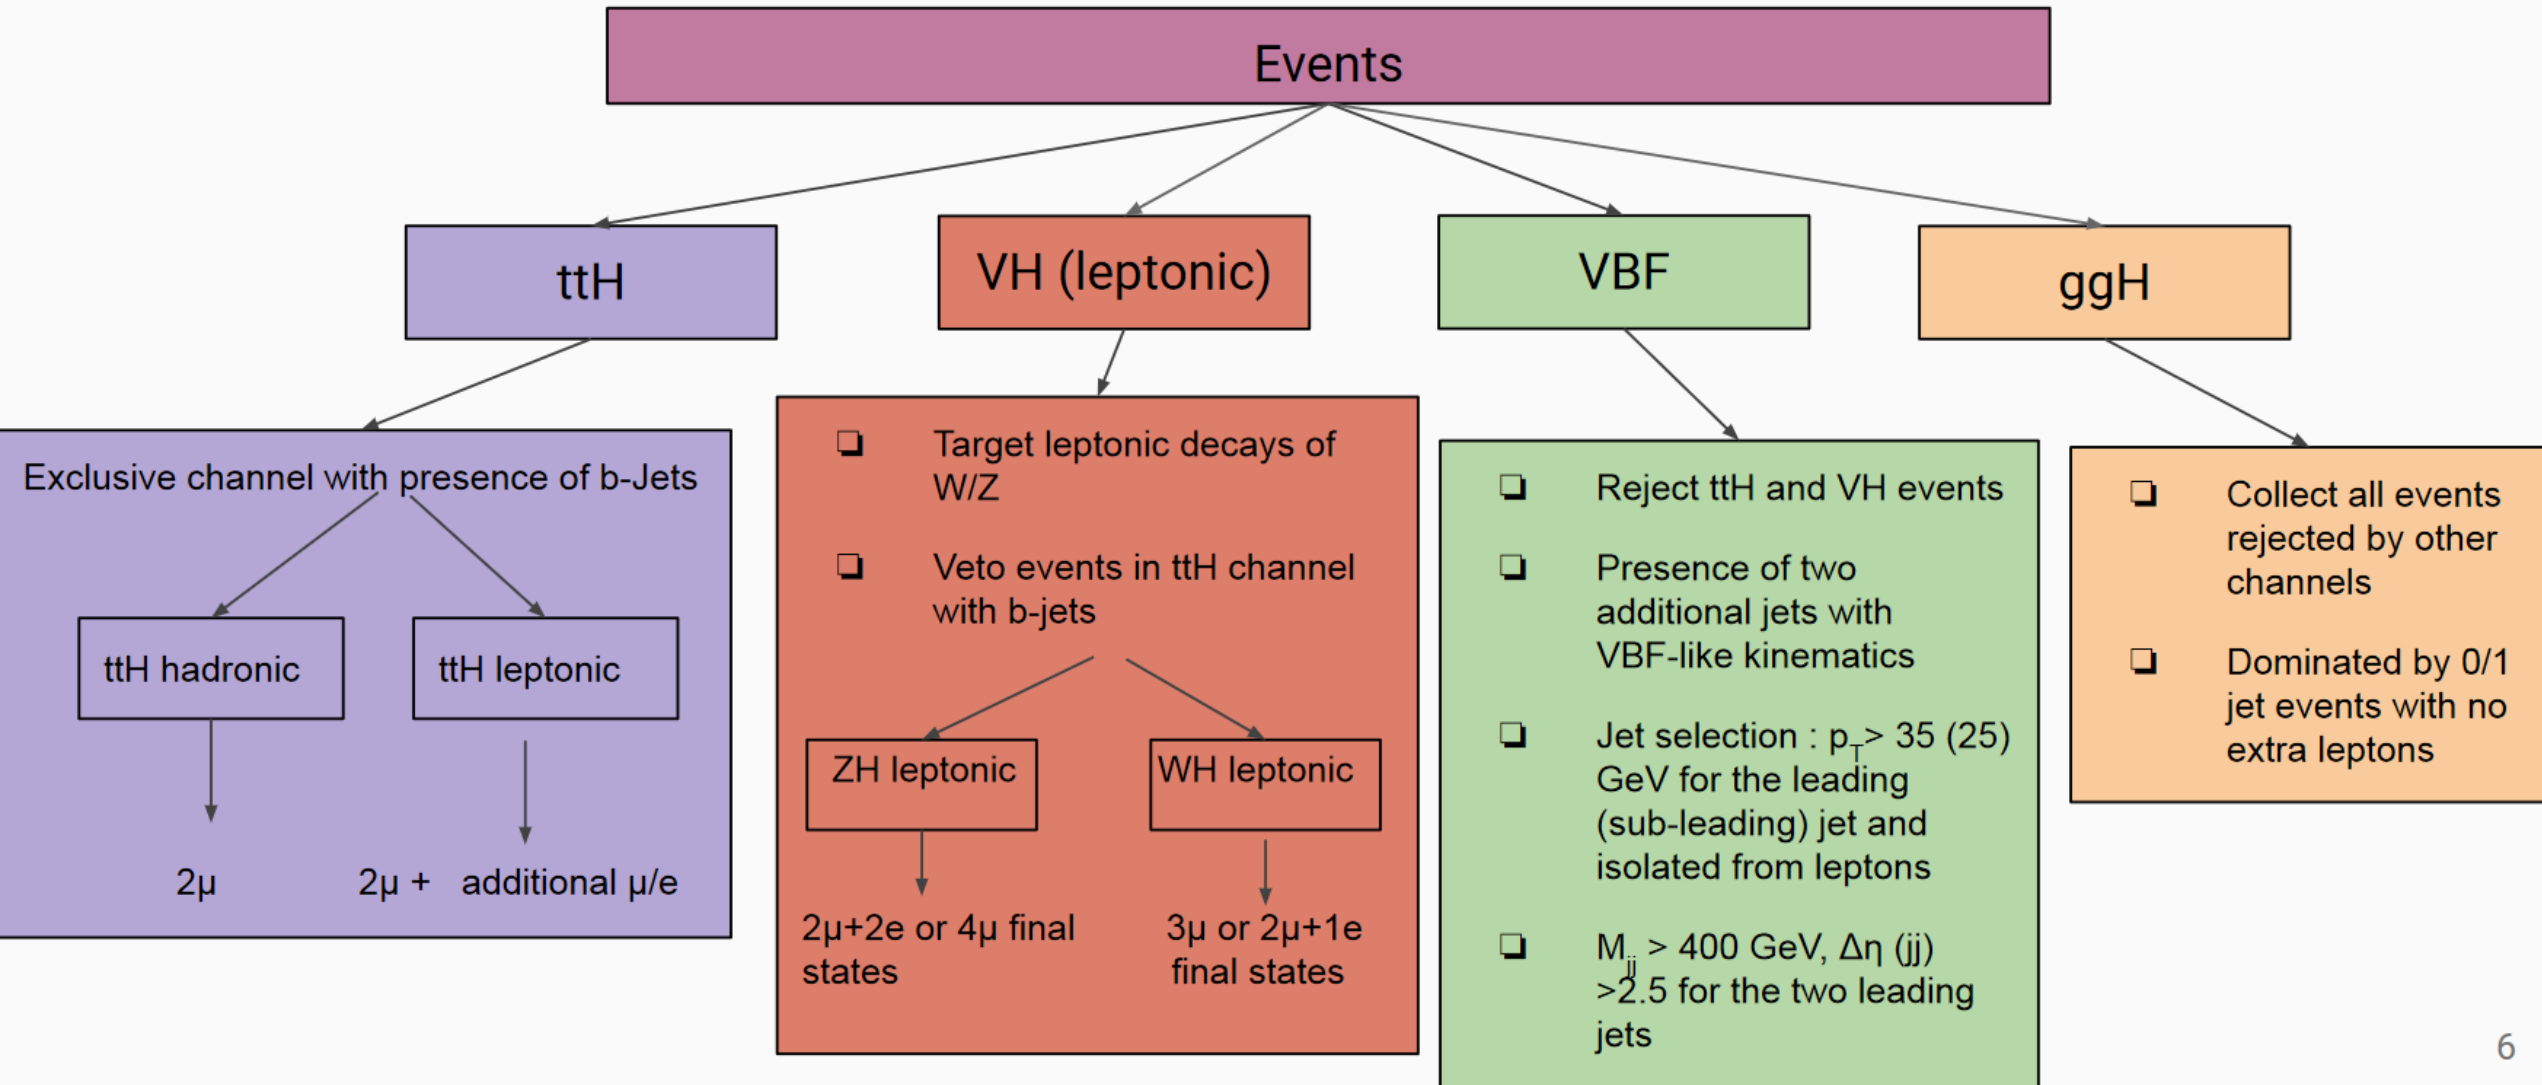 Events
ttH
VH (leptonic)
VBF
ggH
Exclusive channel with presence of b-Jets
ttH hadronic
ttH leptonic
2µ
2µ + additional µ/e
❏ Target leptonic decays of
W/Z
❏ Veto events in ttH channel
with b-jets
ZH leptonic
WH leptonic
2µ+2e or 4µ final
states
3µ or 2µ+1e
final states
❏ Reject ttH and VH events
❏ Presence of two
additional jets with
VBF-like kinematics
❏ Jet selection : pT> 35 (25)
GeV for the leading
(sub-leading) jet and
isolated from leptons
❏ Mjj > 400 GeV, Δη (jj)
>2.5 for the two leading
jets
❏ Collect all events
rejected by other
channels
❏ Dominated by 0/1
jet events with no
extra leptons
6